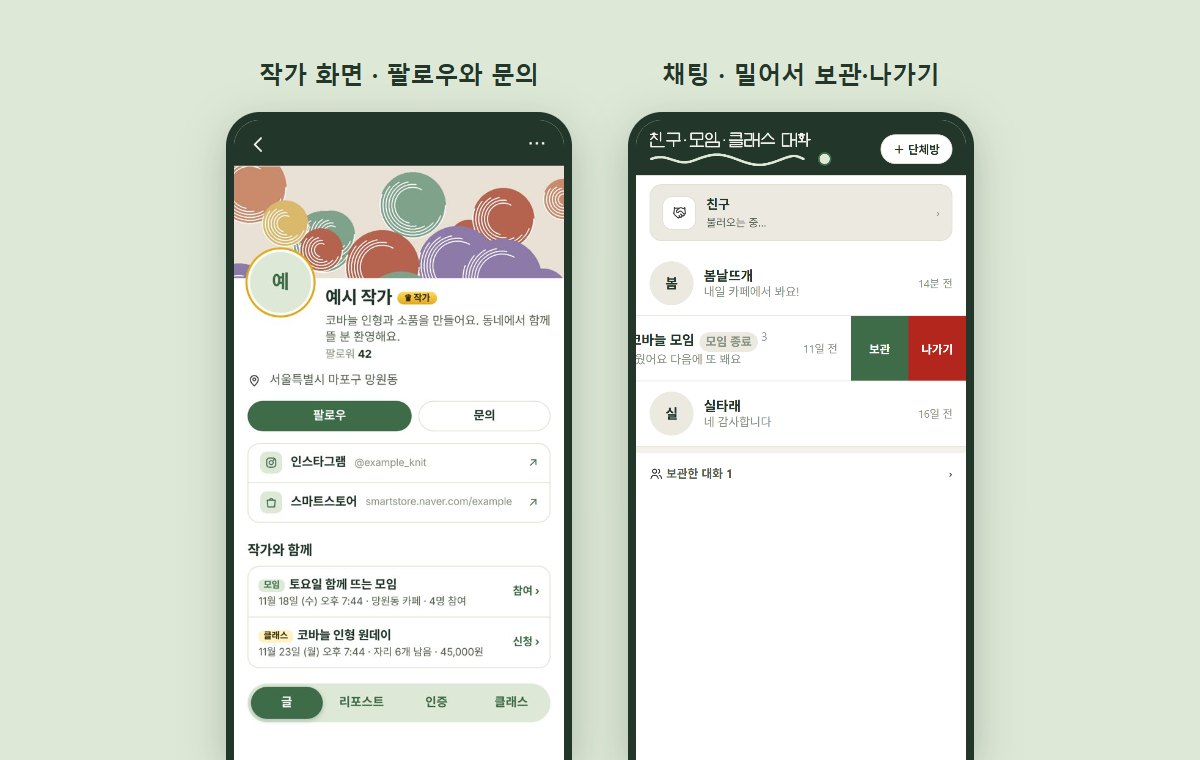 작가 화면 · 팔로우와 문의
예
예시 작가 작가
코바늘 인형과 소품을 만들어요. 동네에서 함께
뜰 분 환영해요.
팔로워 42
서울특별시 마포구 망원동
팔로우 문의
인스타그램 @example_knit
스마트스토어 smartstore.naver.com/example
작가와 함께
모임 토요일 함께 뜨는 모임
11월 18일 (수) 오후 7:44 · 망원동 카페 · 4명 참여
참여 ›
클래스 코바늘 인형 원데이
11월 23일 (월) 오후 7:44 · 자리 6개 남음 · 45,000원
신청 ›
글 리포스트 인증 클래스
채팅 · 밀어서 보관·나가기
친구·모임·클래스 대화
+ 단체방
친구
불러오는 중...
봄
봄날뜨개
내일 카페에서 봐요!
14분 전
코바늘 모임 모임 종료 3
웠어요 다음에 또 봬요
11일 전
보관 나가기
실
실타래
네 감사합니다
16일 전
보관한 대화 1